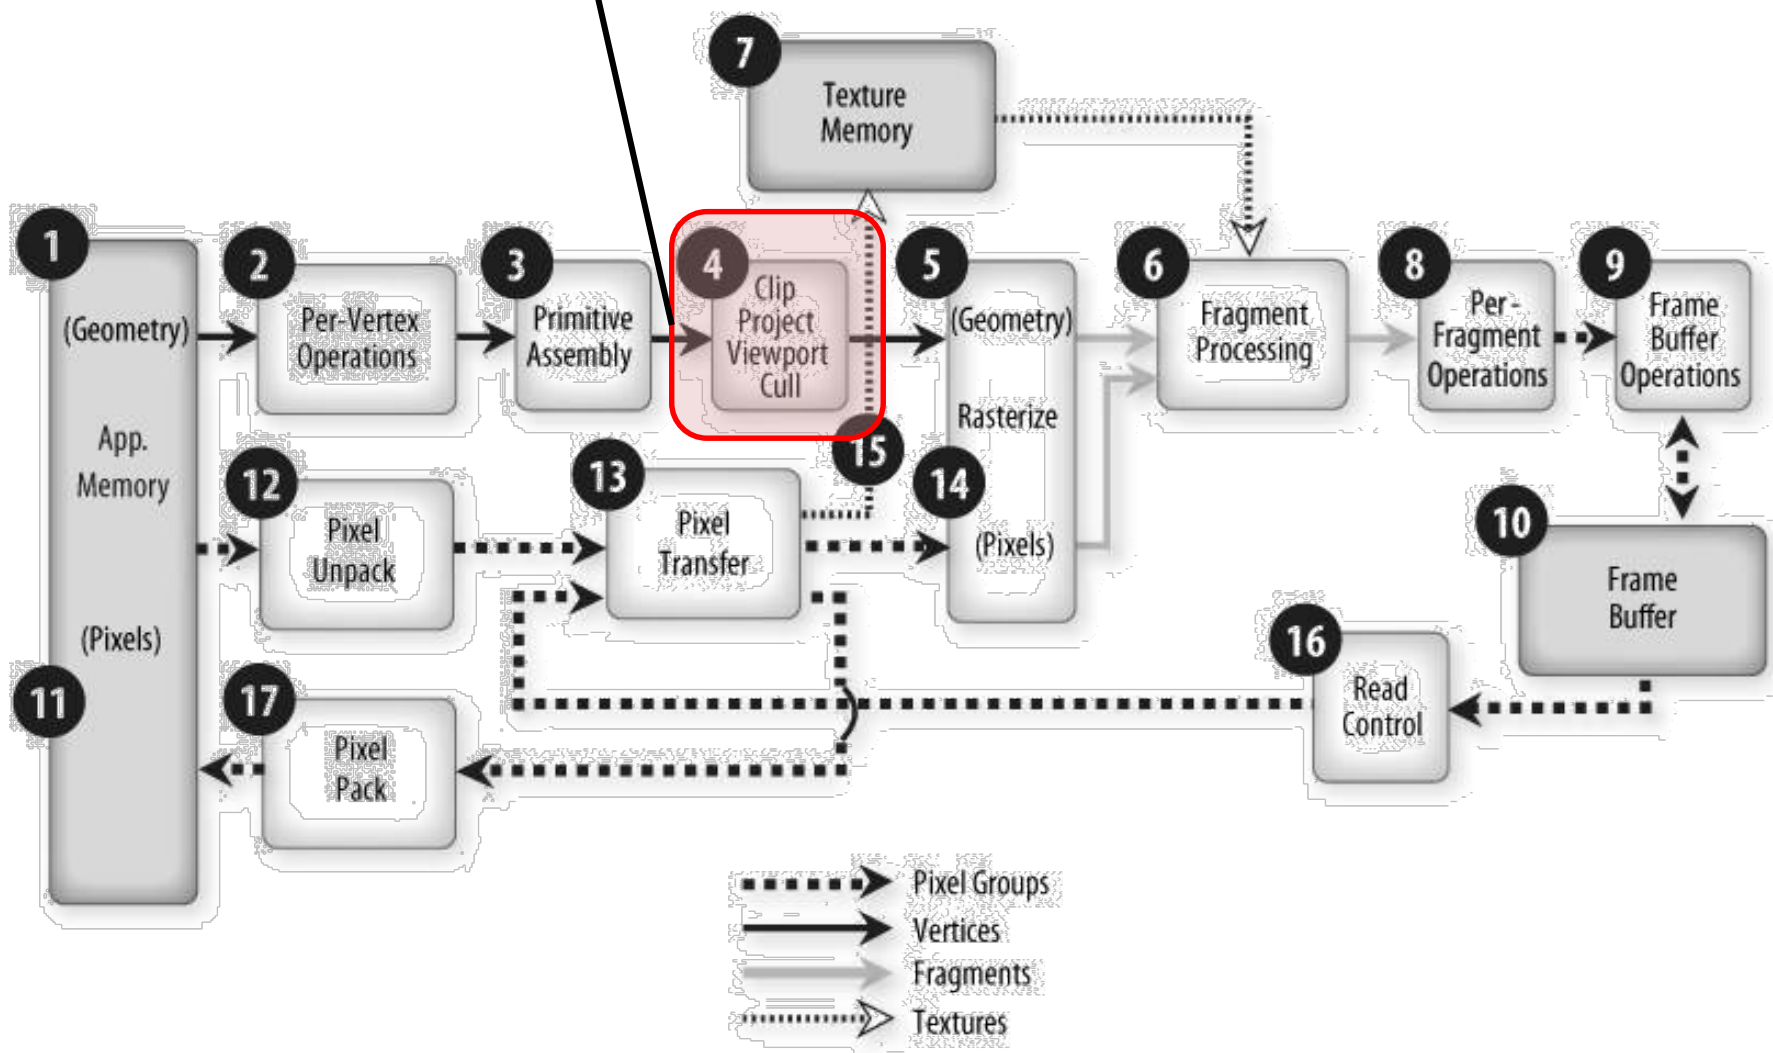 7
Texture
Memory
1
(Geometry)
App.
Memory
(Pixels)
11
2
Per-Vertex
Operations
3
Primitive
Assembly
4
Clip
Project
Viewport
Cull
5
(Geometry)
Rasterize
14
(Pixels)
6
Fragment
Processing
8
Per-
Fragment
Operations
9
Frame
Buffer
Operations
12
Pixel
Unpack
13
Pixel
Transfer
15
10
Frame
Buffer
16
Read
Control
17
Pixel
Pack
Pixel Groups
Vertices
Fragments
Textures